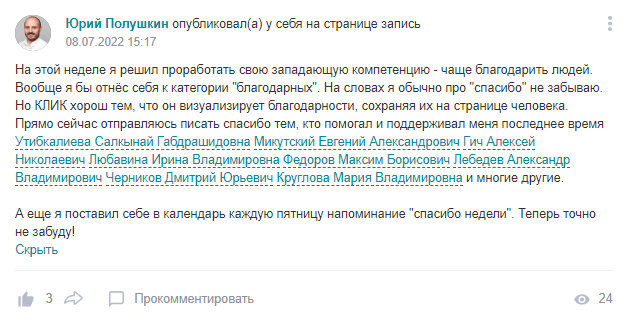 Юрий Полушкин опубликовал(а) у себя на странице запись
08.07.2022 15:17
На этой неделе я решил проработать свою западающую компетенцию - чаще благодарить людей.
Вообще я бы отнёс себя к категории "благодарных". На словах я обычно про "спасибо" не забываю.
Но КЛИК хорош тем, что он визуализирует благодарности, сохраняя их на странице человека.
Прямо сейчас отправляюсь писать спасибо тем, кто помогал и поддерживал меня последнее время
Утибкалиева Салкынай Габдрашидовна Микутский Евгений Александрович Гич Алексей
Николаевич Любавина Ирина Владимировна Федоров Максим Борисович Лебедев Александр
Владимирович Черников Дмитрий Юрьевич Круглова Мария Владимировна и многие другие.
А еще я поставил себе в календарь каждую пятницу напоминание "спасибо недели". Теперь точно
не забуду!
Скрыть
3 Прокомментировать 24